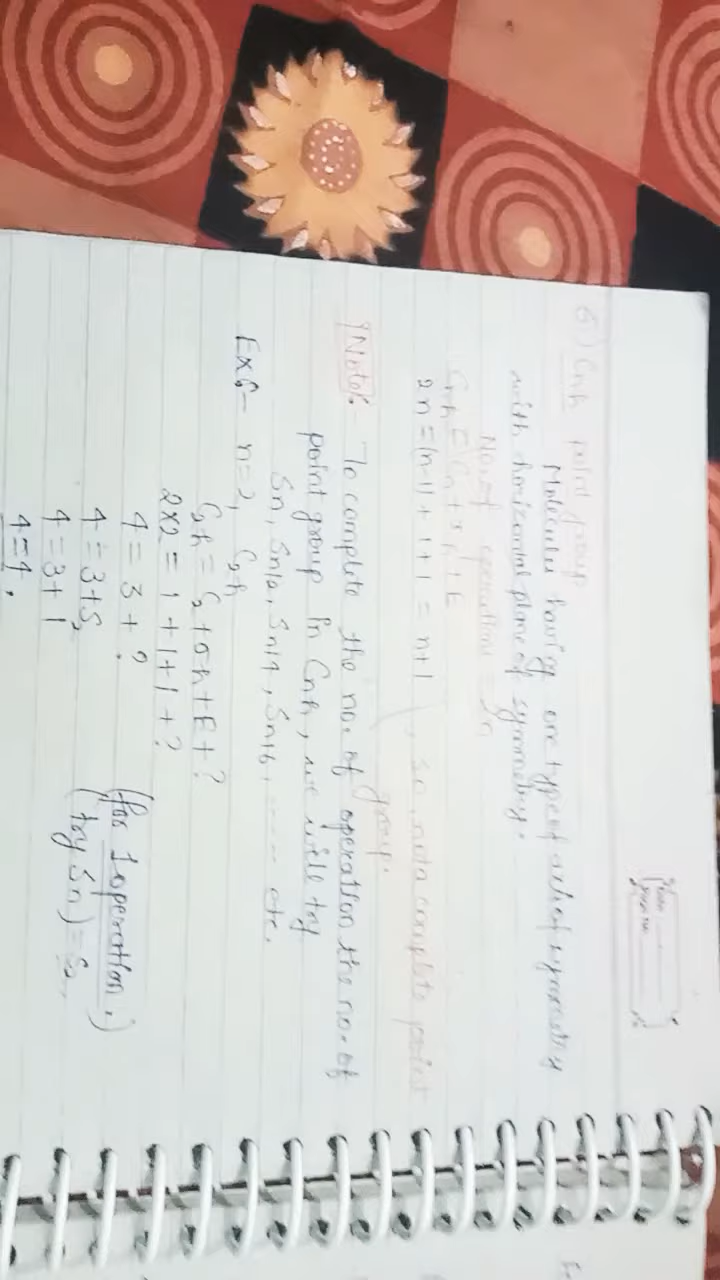 6) Cnh point group
Molecules having one type of axis of symmetry
with horizontal plane of symmetry.
No. of operations = 2n
Cnh = Cn + σh + E
2n = (n-1) + 1 + 1 = n+1, so, not a complete point
group.
Note:- To complete the no. of operation the no. of
point group in Cnh, we will try
Sn, Sn/2, Sn/4, Sn/6, ...... etc.
Ex 6- n=2, C2h
C2h = C2 + σh + E + ?
2x2 = 1 + 1 + 1 + ?
4 = 3 + ? (for 1 operation,)
4 = 3 + S2 (try Sn) = S2
4 = 3 + 1
4 = 4.